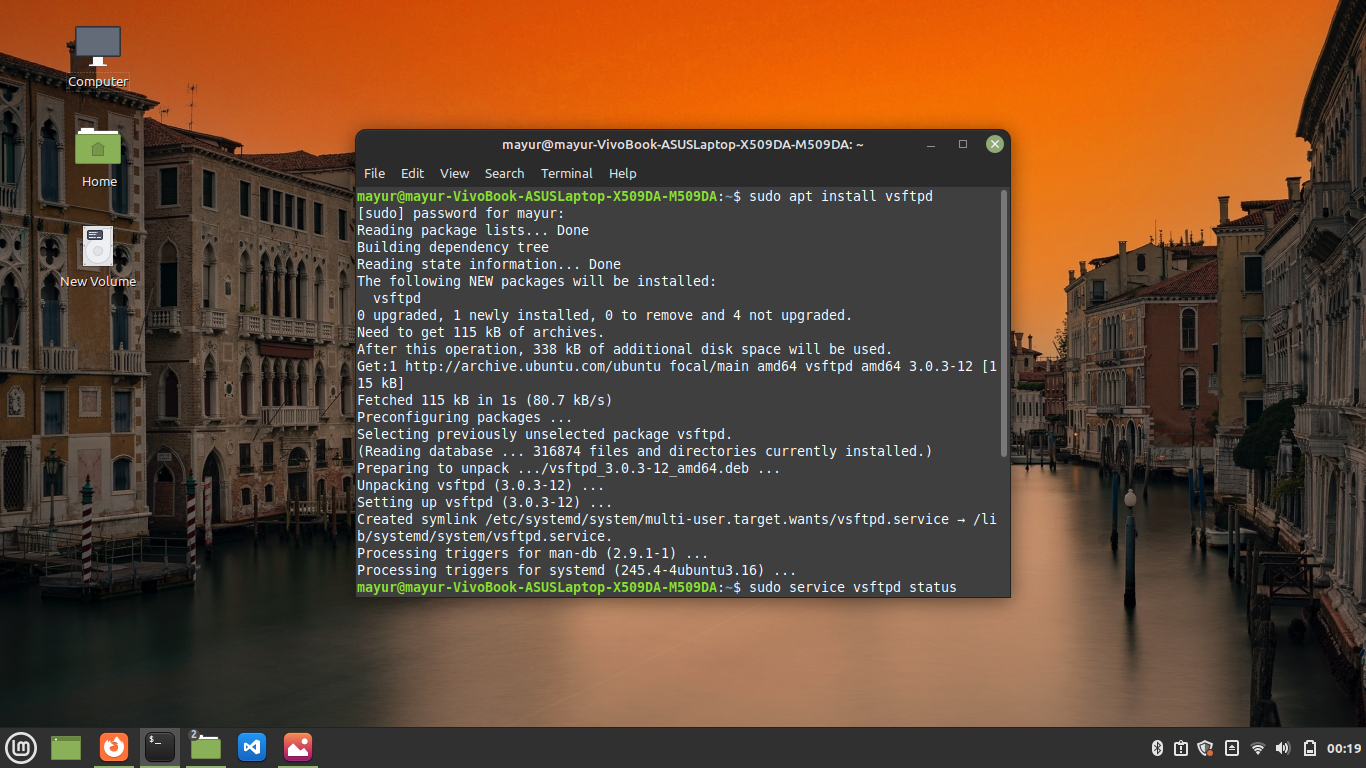 Computer
Home
New Volume
mayur@mayur-VivoBook-ASUSLaptop-X509DA-M509DA: ~
File Edit View Search Terminal Help
mayur@mayur-VivoBook-ASUSLaptop-X509DA-M509DA:~$ sudo apt install vsftpd
[sudo] password for mayur:
Reading package lists... Done
Building dependency tree
Reading state information... Done
The following NEW packages will be installed:
  vsftpd
0 upgraded, 1 newly installed, 0 to remove and 4 not upgraded.
Need to get 115 kB of archives.
After this operation, 338 kB of additional disk space will be used.
Get:1 http://archive.ubuntu.com/ubuntu focal/main amd64 vsftpd amd64 3.0.3-12 [1
15 kB]
Fetched 115 kB in 1s (80.7 kB/s)
Preconfiguring packages ...
Selecting previously unselected package vsftpd.
(Reading database ... 316874 files and directories currently installed.)
Preparing to unpack .../vsftpd_3.0.3-12_amd64.deb ...
Unpacking vsftpd (3.0.3-12) ...
Setting up vsftpd (3.0.3-12) ...
Created symlink /etc/systemd/system/multi-user.target.wants/vsftpd.service → /li
b/systemd/system/vsftpd.service.
Processing triggers for man-db (2.9.1-1) ...
Processing triggers for systemd (245.4-4ubuntu3.16) ...
mayur@mayur-VivoBook-ASUSLaptop-X509DA-M509DA:~$ sudo service vsftpd status
$_
2
00:19